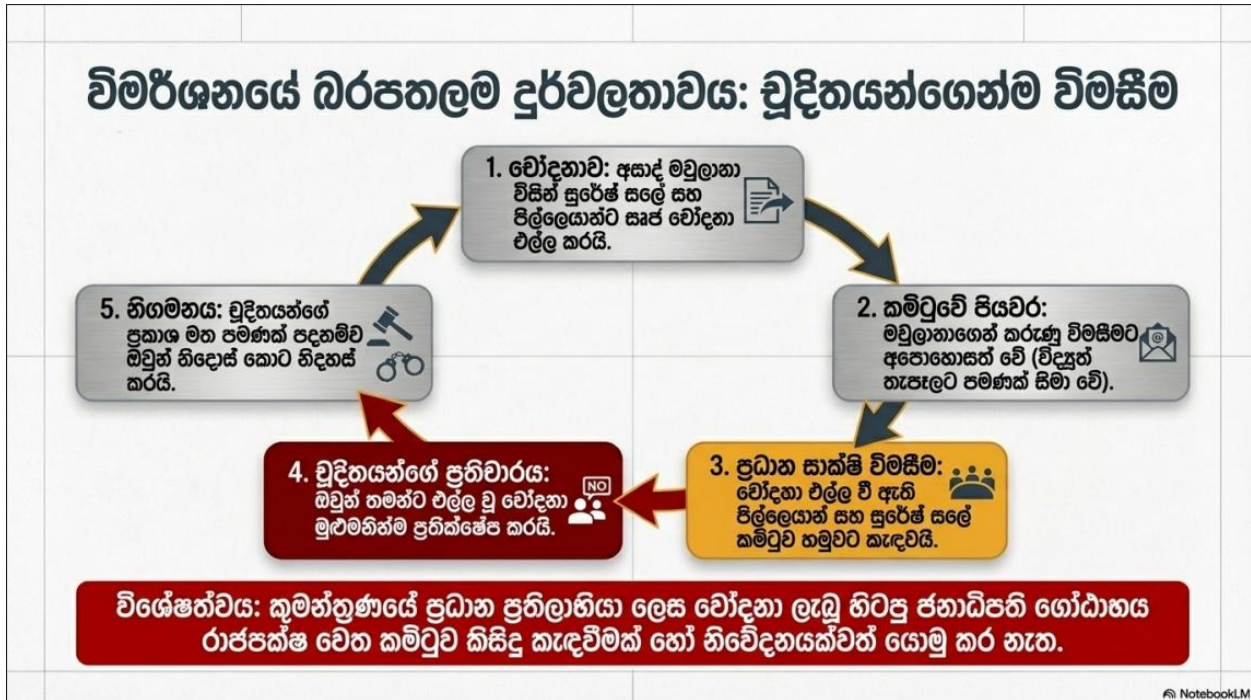 විමර්ශනයේ බරපතලම දුර්වලතාවය: චූදිතයන්ගෙන්ම විමසීම
1. චෝදනාව: අසාද් මවුලානා
විසින් සුරේෂ් සලේ සහ
පිල්ලෙයාන්ට සෘජු චෝදනා
එල්ල කරයි.
2. කමිටුවේ පියවර:
මවුලානාගෙන් කරුණු විමසීමට
අපොහොසත් වේ (විද්‍යුත්
තැපෑලට පමණක් සීමා වේ).
3. ප්‍රධාන සාක්ෂි විමසීම:
චෝදනා එල්ල වී ඇති
පිල්ලෙයාන් සහ සුරේෂ් සලේ
කමිටුව හමුවට කැඳවයි.
4. චූදිතයන්ගේ ප්‍රතිචාරය:
ඔවුන් තමන්ට එල්ල වූ චෝදනා
මුළුමනින්ම ප්‍රතික්ෂේප කරයි.
NO
5. නිගමනය: චූදිතයන්ගේ
ප්‍රකාශ මත පමණක් පදනම්ව
ඔවුන් නිදොස් කොට නිදහස්
කරයි.
විශේෂත්වය: කුමන්ත්‍රණයේ ප්‍රධාන ප්‍රතිලාභියා ලෙස චෝදනා ලැබූ හිටපු ජනාධිපති ගෝඨාභය
රාජපක්ෂ වෙත කමිටුව කිසිදු කැඳවීමක් හෝ නිවේදනයක්වත් යොමු කර නැත.
NotebookLM